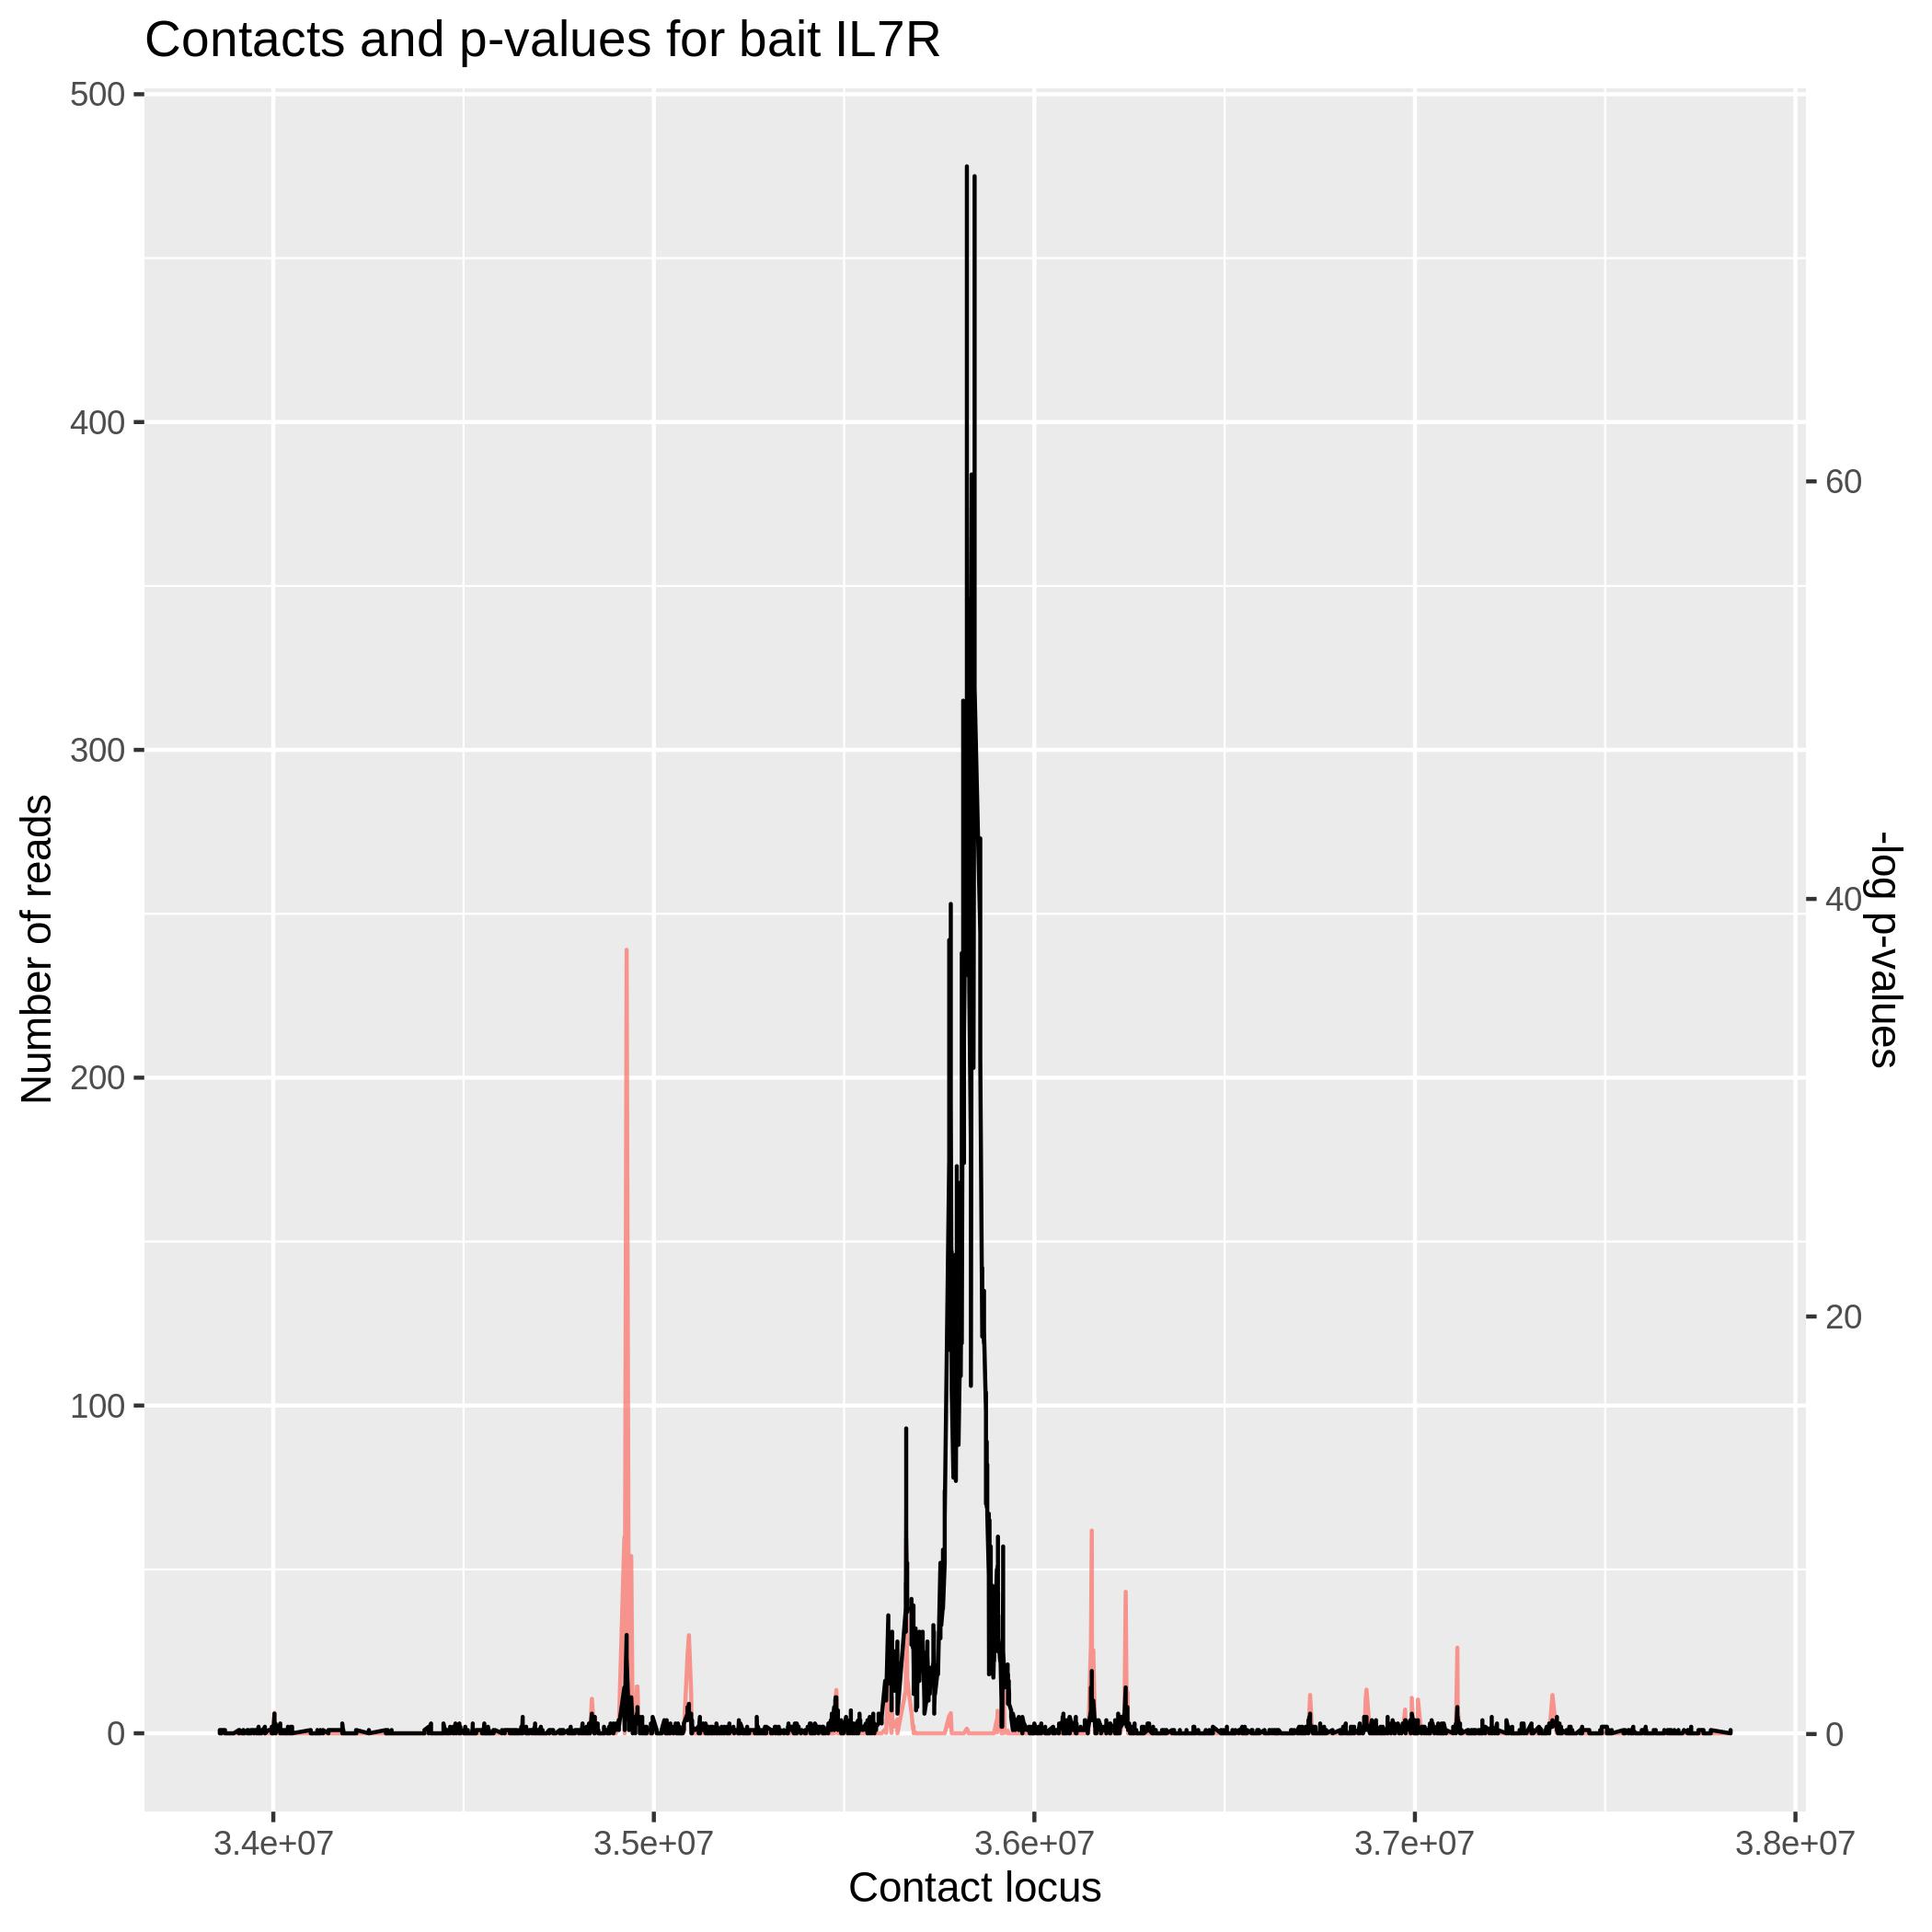 Contacts and p-values for bait IL7R
500
400
300
200
100
0
Number of reads
60
40
20
0
-log p-values
3.4e+07
3.5e+07
3.6e+07
3.7e+07
3.8e+07
Contact locus